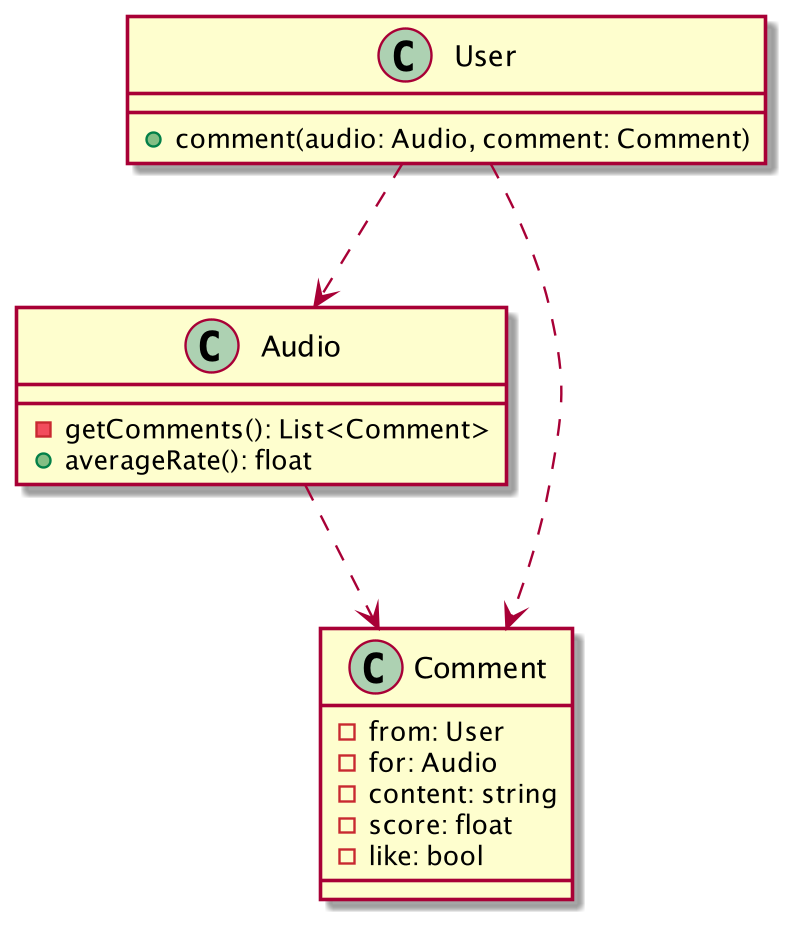 C User
comment(audio: Audio, comment: Comment)
C Audio
getComments(): List<Comment>
averageRate(): float
C Comment
from: User
for: Audio
content: string
score: float
like: bool